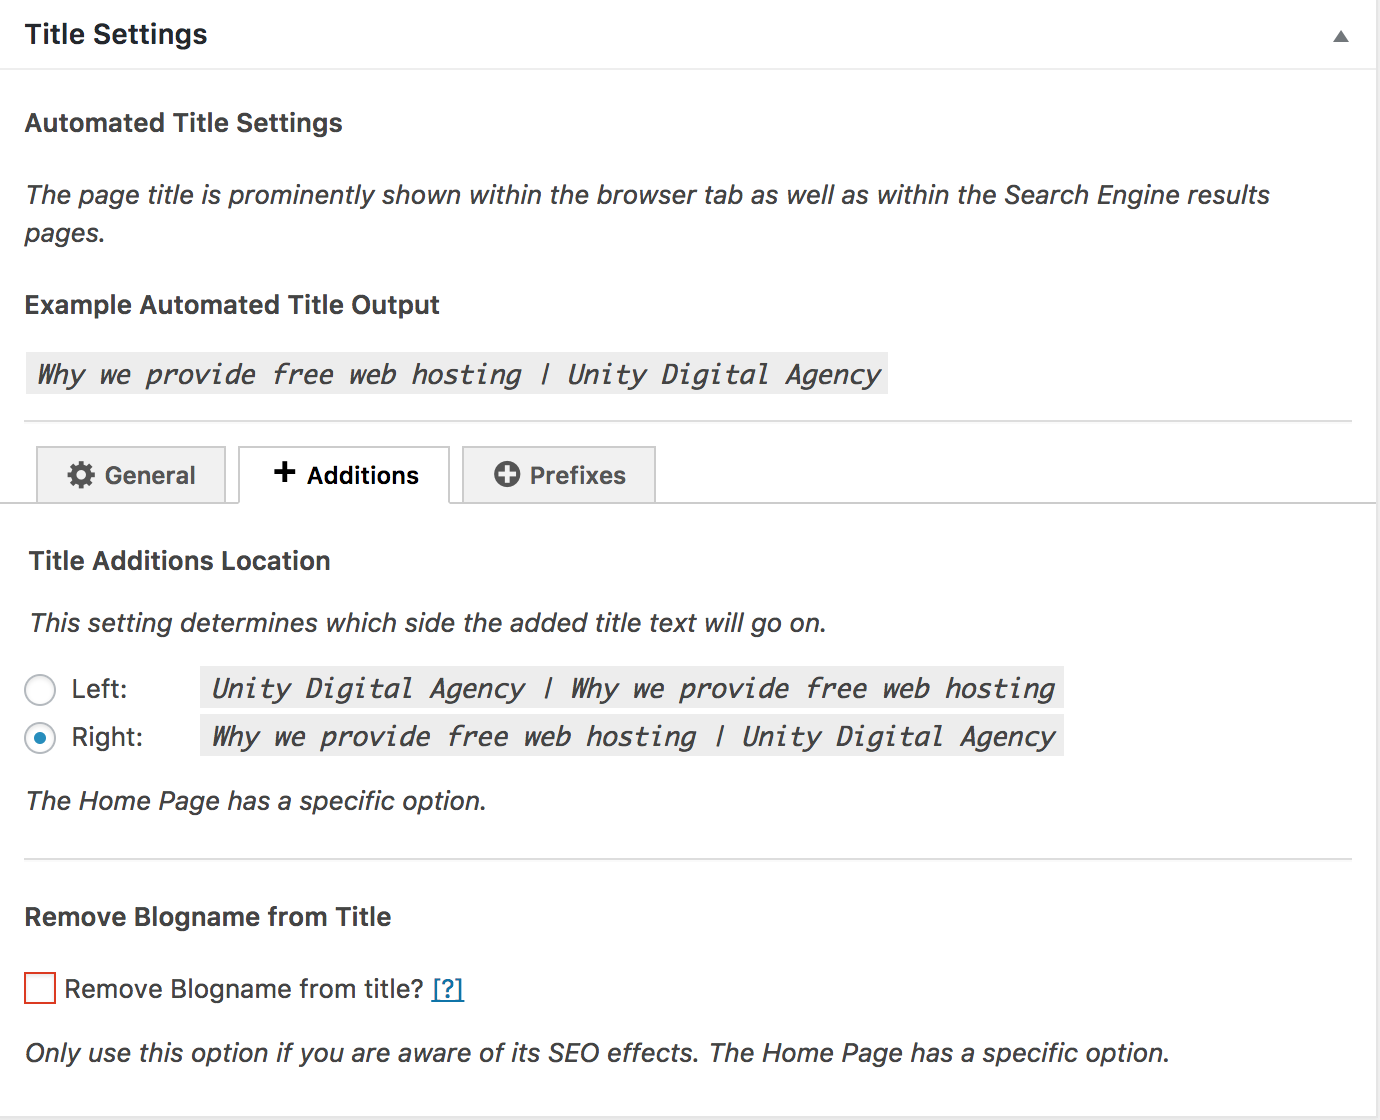 Title Settings
Automated Title Settings
The page title is prominently shown within the browser tab as well as within the Search Engine results
pages.
Example Automated Title Output
Why we provide free web hosting | Unity Digital Agency
General
Additions
Prefixes
Title Additions Location
This setting determines which side the added title text will go on.
Left: Unity Digital Agency | Why we provide free web hosting
Right: Why we provide free web hosting | Unity Digital Agency
The Home Page has a specific option.
Remove Blogname from Title
Remove Blogname from title? [?]
Only use this option if you are aware of its SEO effects. The Home Page has a specific option.